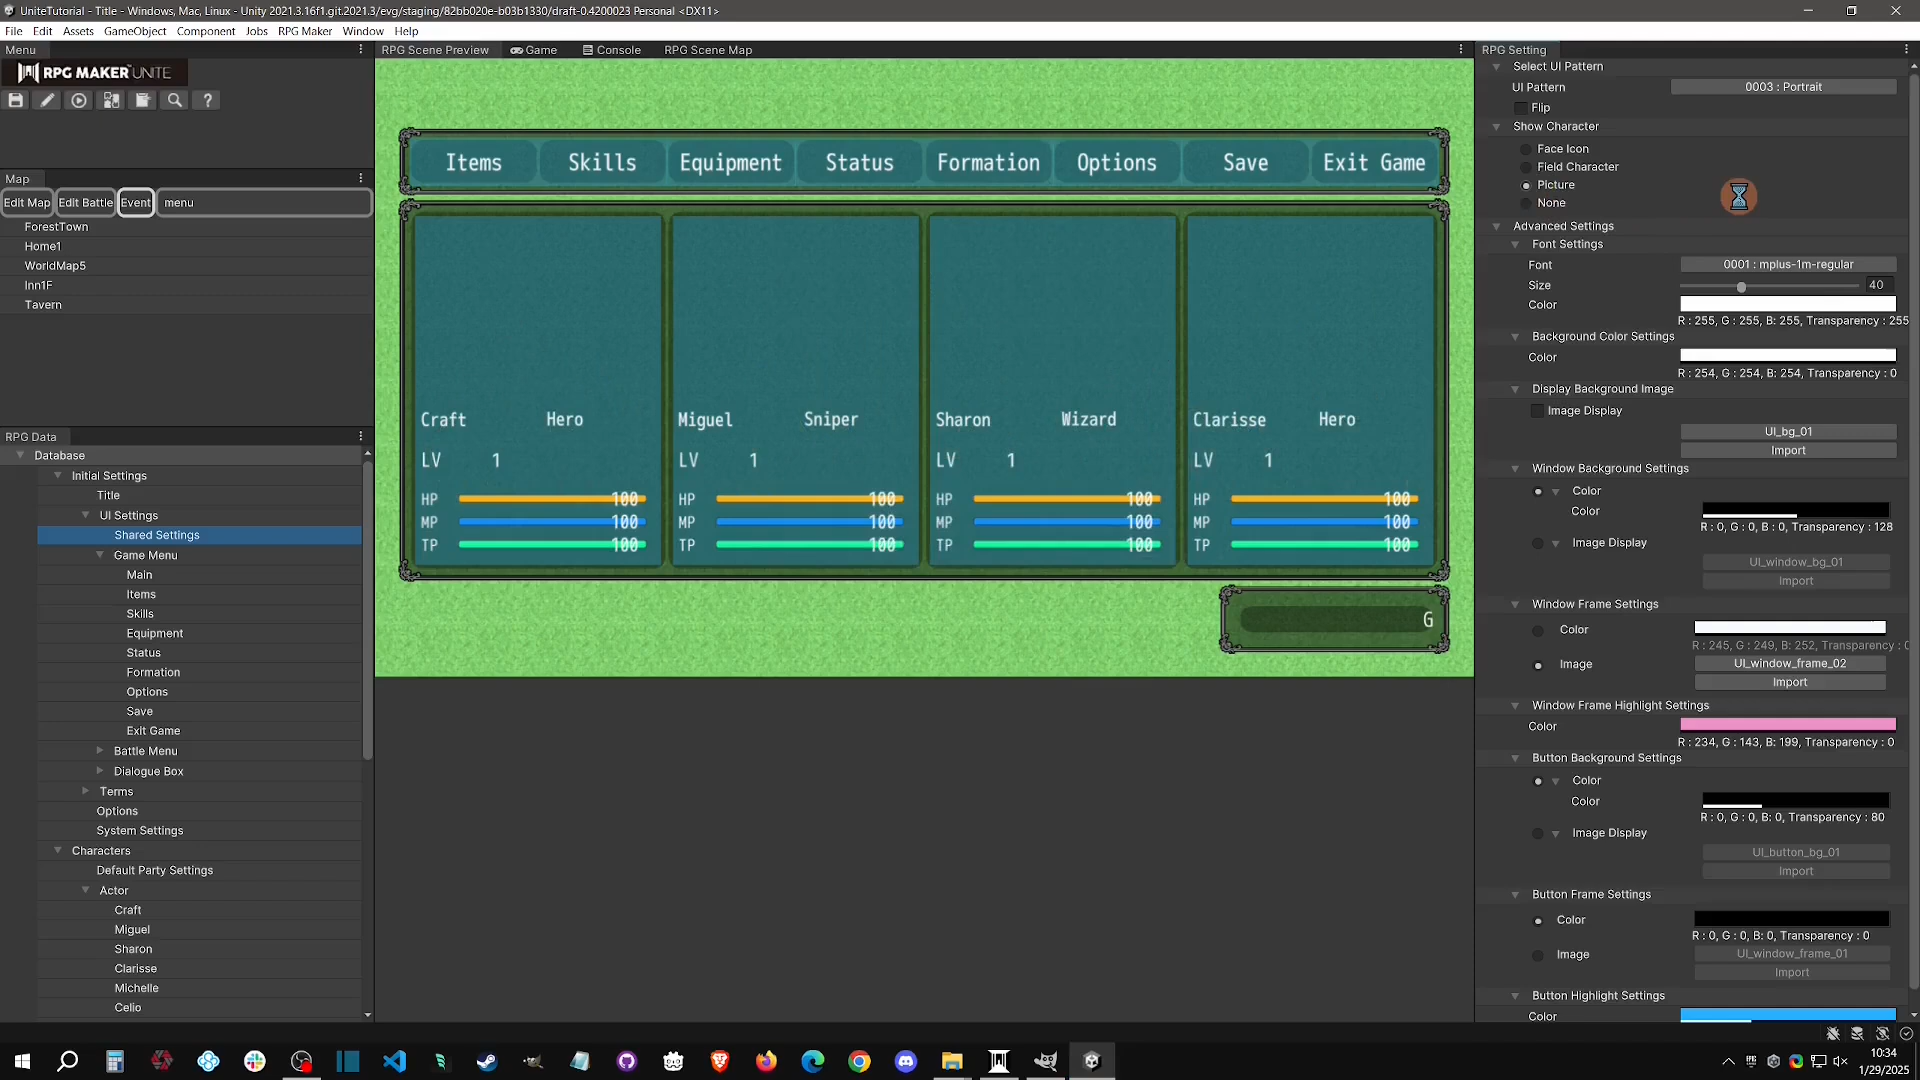 UniteTutorial - Title - Windows, Mac, Linux - Unity 2021.3.16f1.git.2021.3/evg/staging/82bb020e-b03b1330/draft-0.4200023 Personal <DX11>
File Edit Assets GameObject Component Jobs RPG Maker Window Help
Menu
RPG MAKER UNITE
Map
Edit Map Edit Battle Event menu
ForestTown
Home1
WorldMap5
Inn1F
Tavern
RPG Data
Database
Initial Settings
Title
UI Settings
Shared Settings
Game Menu
Main
Items
Skills
Equipment
Status
Formation
Options
Save
Exit Game
Battle Menu
Dialogue Box
Terms
Options
System Settings
Characters
Default Party Settings
Actor
Craft
Miguel
Sharon
Clarisse
Michelle
Celio
RPG Scene Preview Game Console RPG Scene Map
Items Skills Equipment Status Formation Options Save Exit Game
Craft Hero Miguel Sniper Sharon Wizard Clarisse Hero
LV 1 LV 1 LV 1 LV 1
HP 100 HP 100 HP 100 HP 100
MP 100 MP 100 MP 100 MP 100
TP 100 TP 100 TP 100 TP 100
G
RPG Setting
Select UI Pattern
UI Pattern 0003 : Portrait
Flip
Show Character
Face Icon
Field Character
Picture
None
Advanced Settings
Font Settings
Font 0001 : mplus-1m-regular
Size 40
Color
R : 255, G : 255, B: 255, Transparency : 255
Background Color Settings
Color
R : 254, G : 254, B: 254, Transparency : 0
Display Background Image
Image Display
UI_bg_01
Import
Window Background Settings
Color
Color
R : 0, G : 0, B : 0, Transparency : 128
Image Display
UI_window_bg_01
Import
Window Frame Settings
Color
R : 245, G : 249, B: 252, Transparency : 0
Image UI_window_frame_02
Import
Window Frame Highlight Settings
Color
R : 234, G : 143, B: 199, Transparency : 0
Button Background Settings
Color
Color
R : 0, G : 0, B: 0, Transparency : 80
Image Display
UI_button_bg_01
Import
Button Frame Settings
Color
R : 0, G : 0, B: 0, Transparency : 0
Image UI_window_frame_01
Import
Button Highlight Settings
Color
10:34
1/29/2025